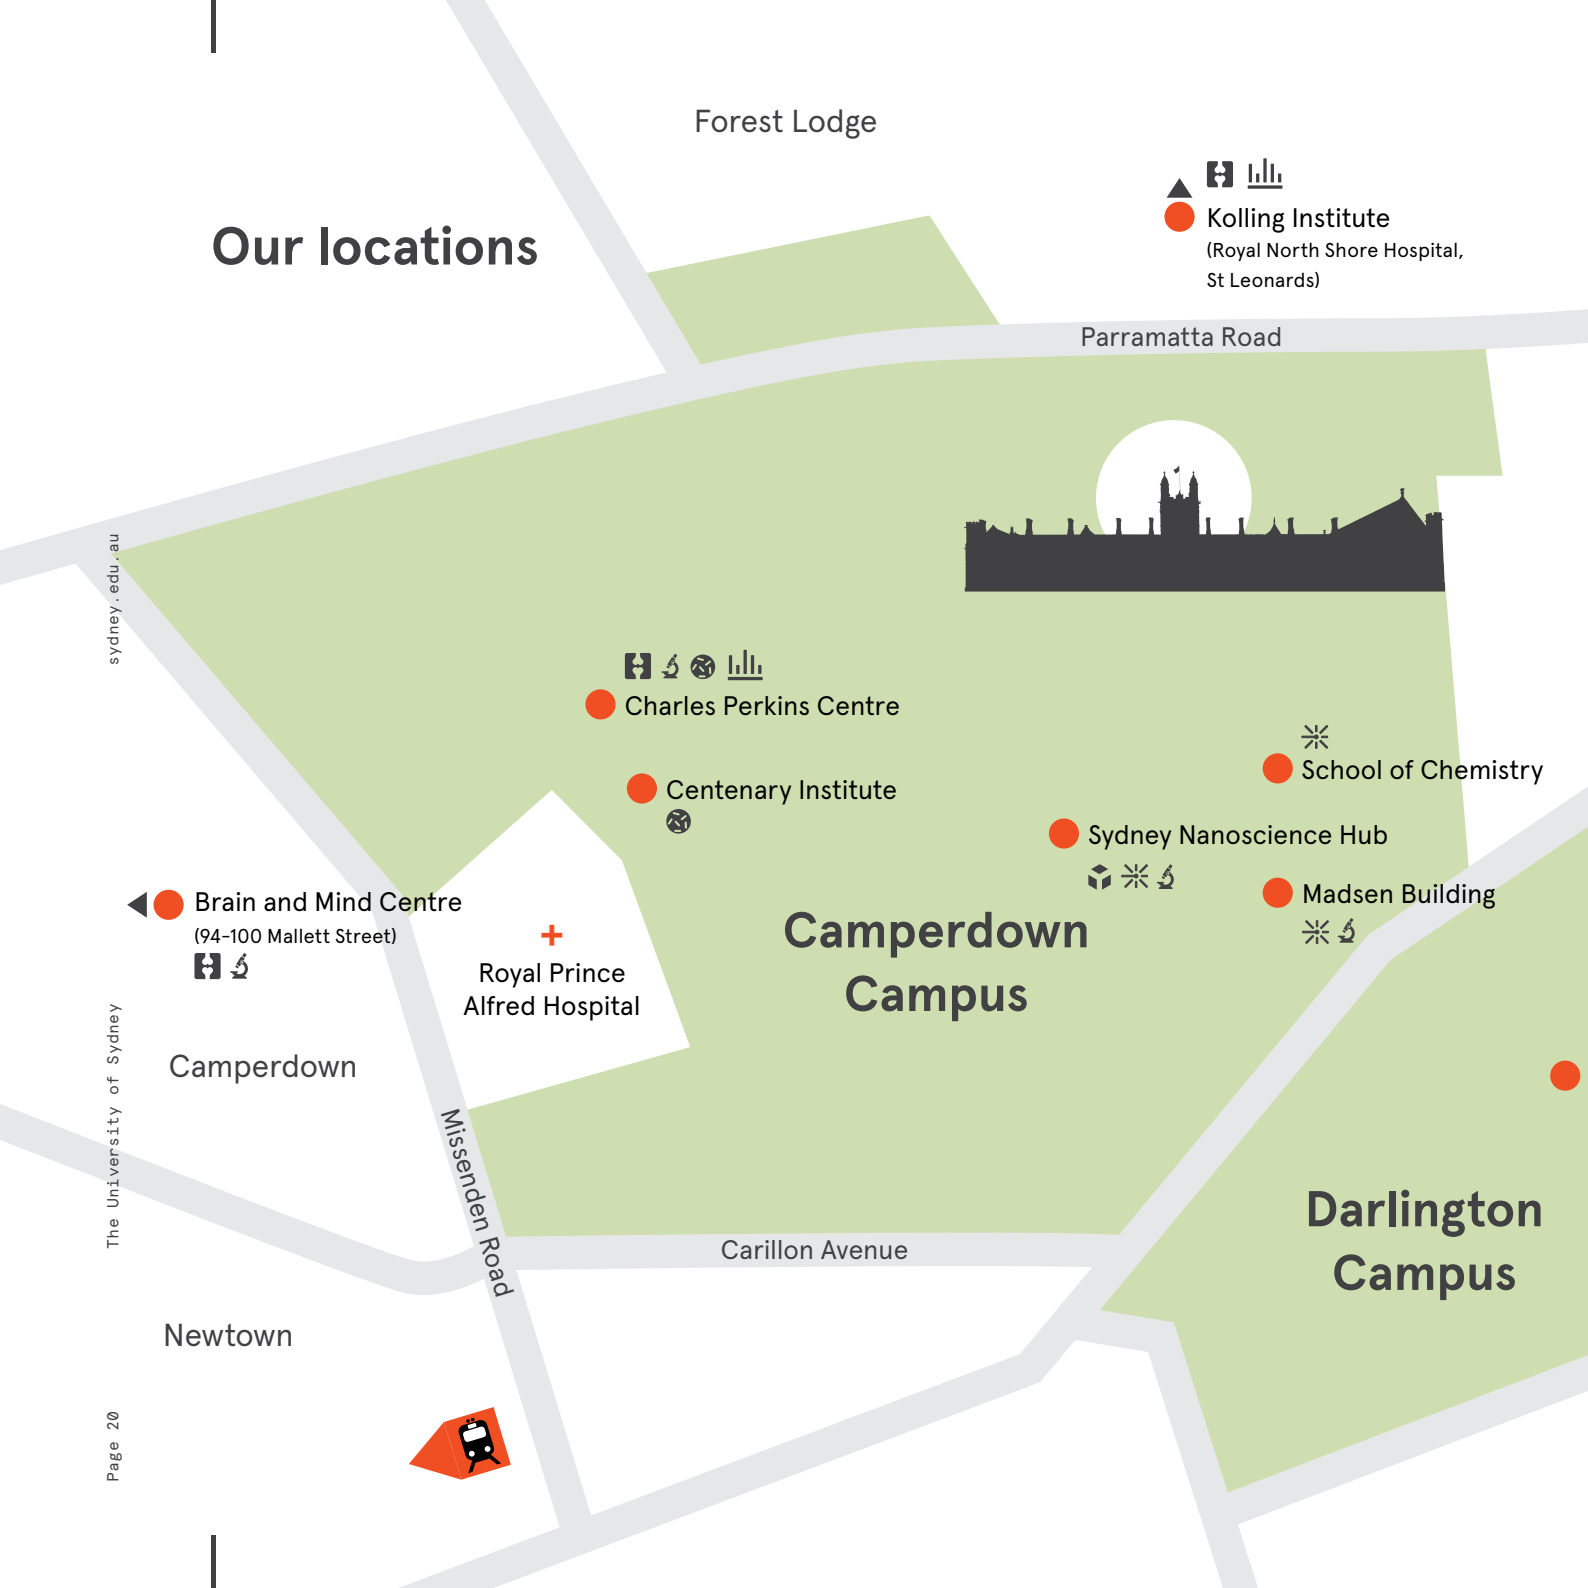 Our locations
Forest Lodge
Kolling Institute
(Royal North Shore Hospital,
St Leonards)
Parramatta Road
sydney.edu.au
Charles Perkins Centre
Centenary Institute
School of Chemistry
Sydney Nanoscience Hub
Madsen Building
Brain and Mind Centre
(94-100 Mallett Street)
Royal Prince
Alfred Hospital
Camperdown
Campus
Camperdown
The University of Sydney
Missenden Road
Carillon Avenue
Darlington
Campus
Newtown
Page 20